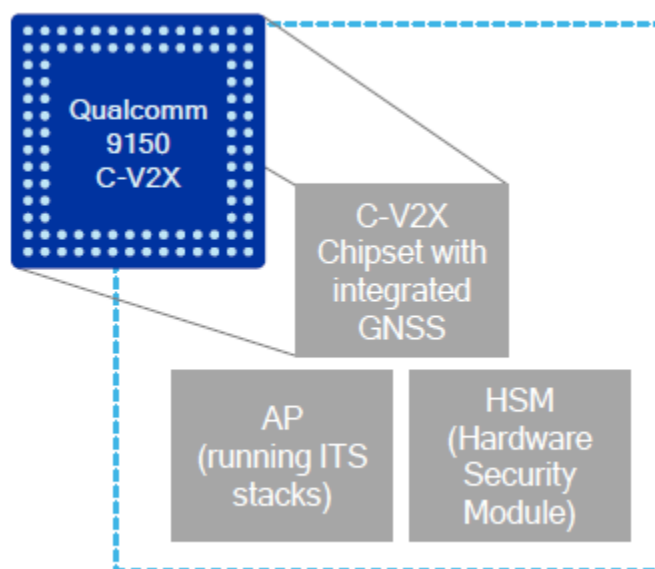 Qualcomm
9150
C-V2X
C-V2X
Chipset with
integrated
GNSS
AP
(running ITS
stacks)
HSM
(Hardware
Security
Module)